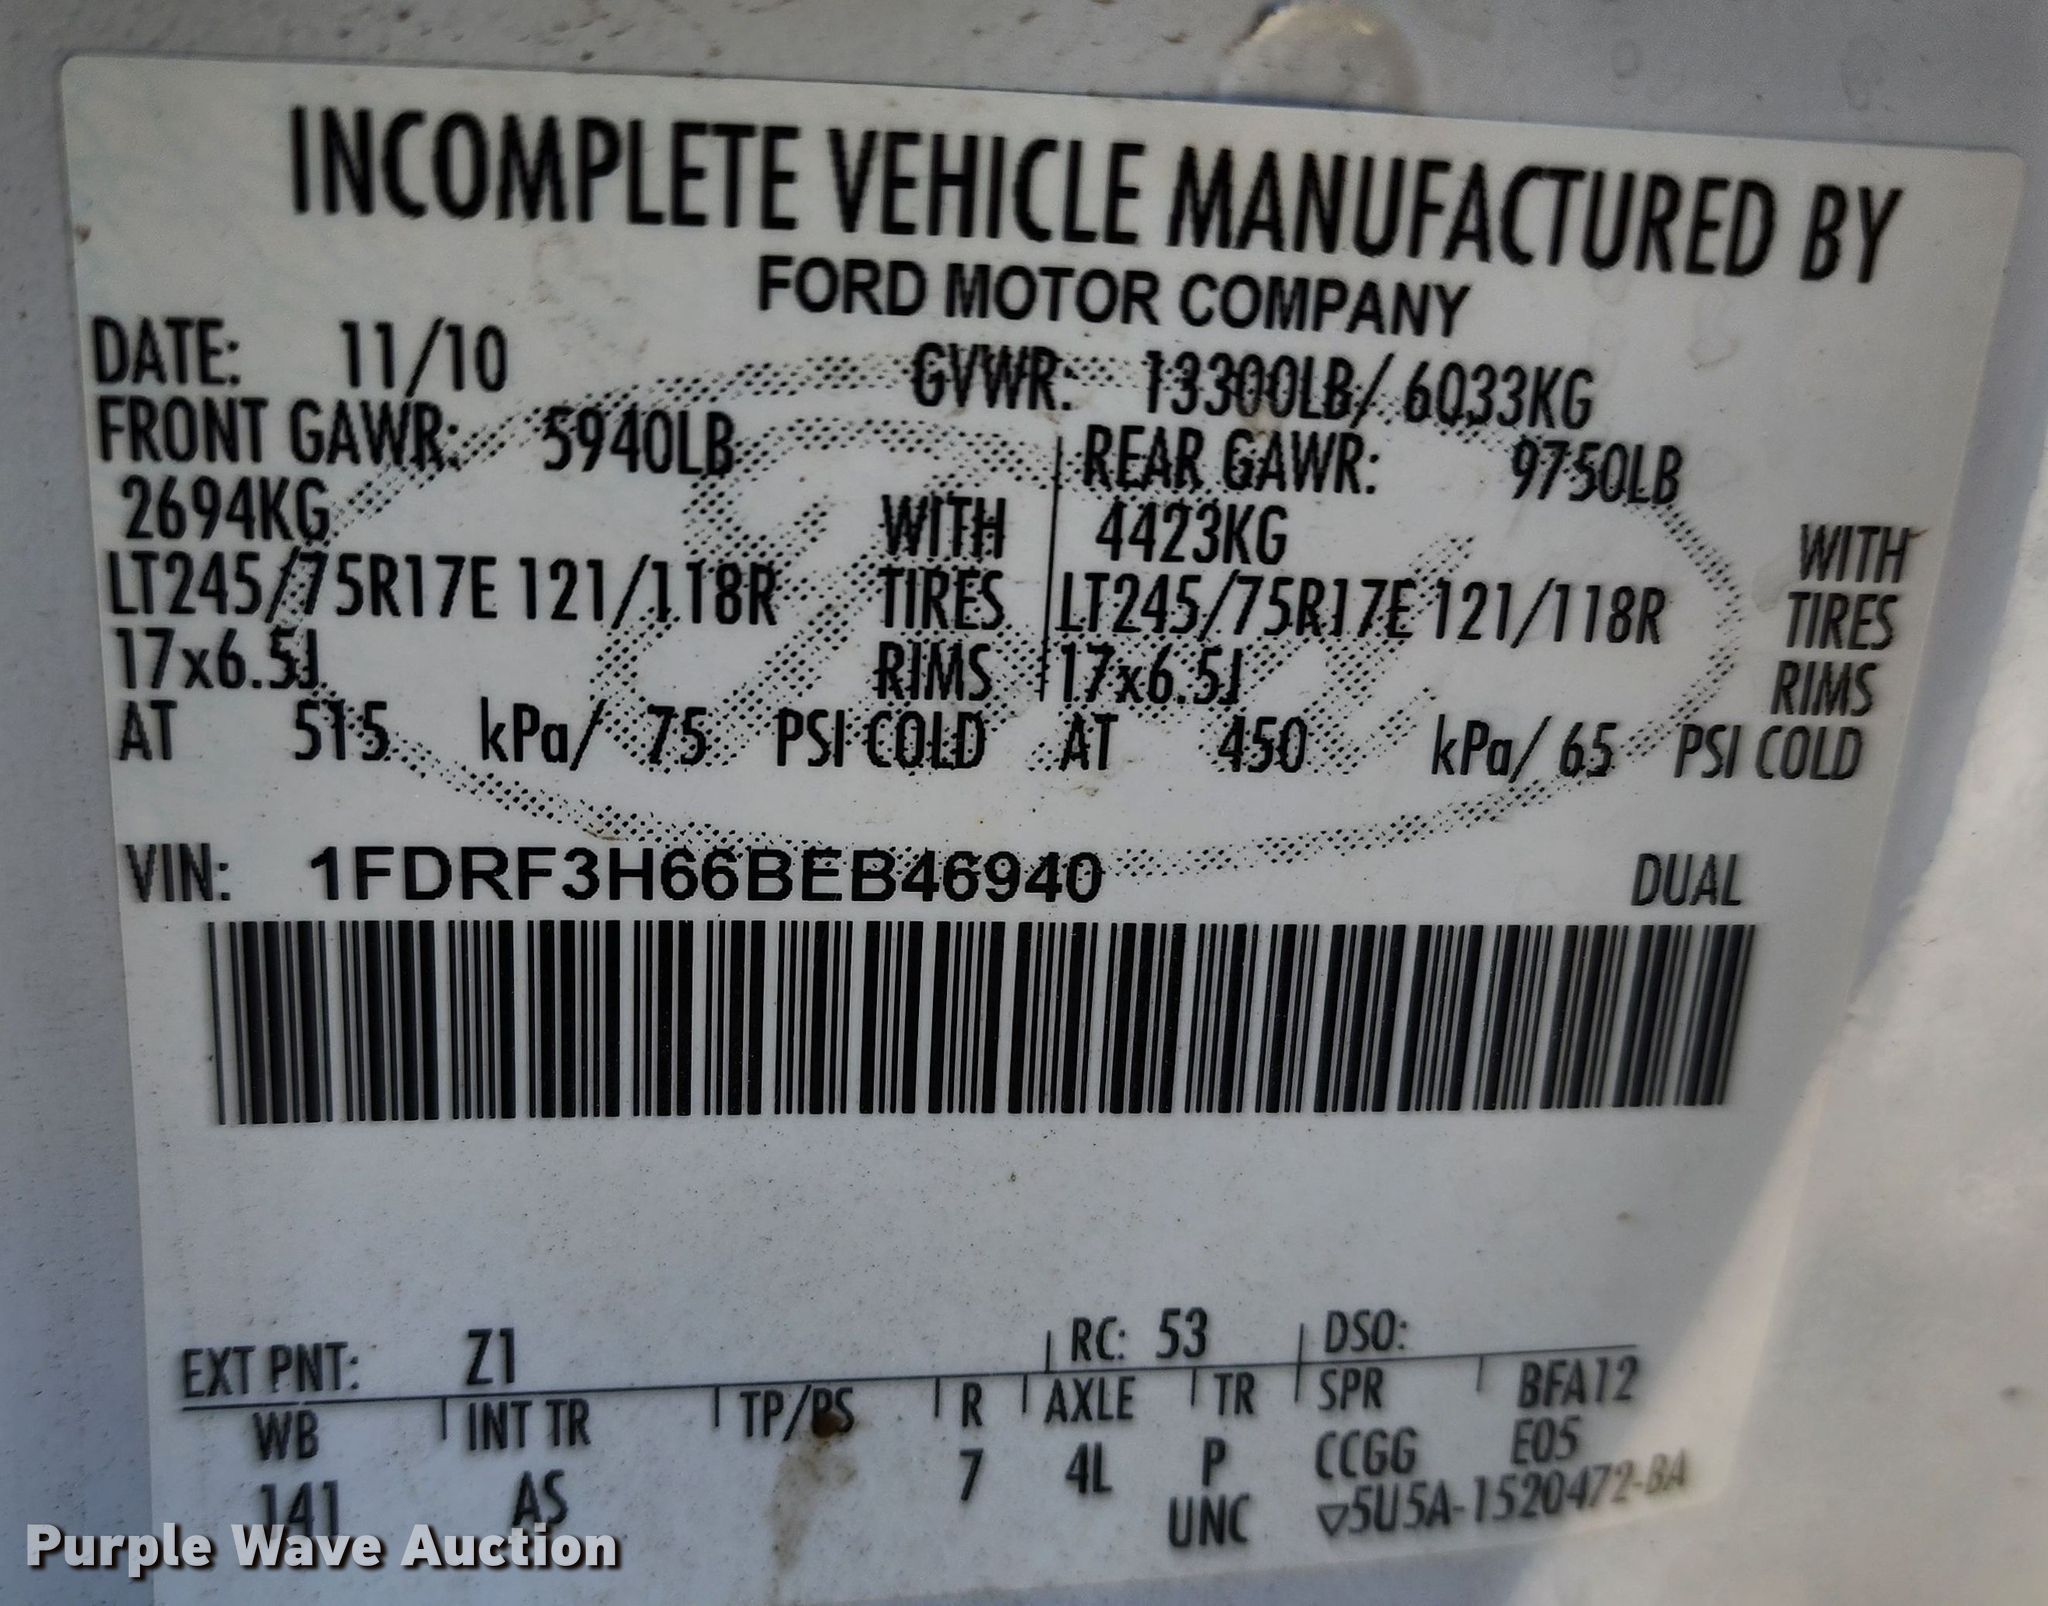 INCOMPLETE VEHICLE MANUFACTURED BY
FORD MOTOR COMPANY
DATE: 11/10 GVWR: 13300LB/ 6033KG
FRONT GAWR: 5940LB REAR GAWR: 9750LB
2694KG WITH 4423KG WITH
LT245/75R17E 121/118R TIRES LT245/75R17E 121/118R TIRES
17x6.5J RIMS 17x6.5J RIMS
AT 515 kPa/ 75 PSI COLD AT 450 kPa/ 65 PSI COLD
VIN: 1FDRF3H66BEB46940 DUAL
EXT PNT: Z1 RC: 53 DSO:
WB INT TR TP/PS R AXLE TR SPR BFA12
141 AS 7 4L P CCGG E05
UNC ▽5U5A-1520472-BA
Purple Wave Auction